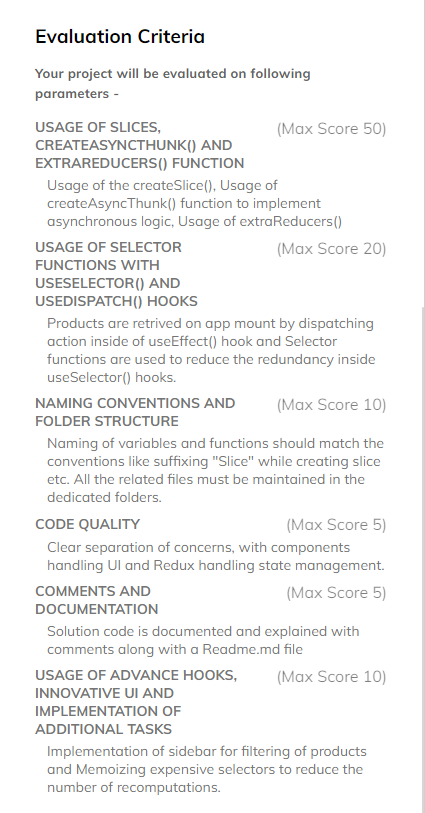 Evaluation Criteria
Your project will be evaluated on following
parameters -
USAGE OF SLICES, (Max Score 50)
CREATEASYNCTHUNK() AND
EXTRAREDUCERS() FUNCTION
Usage of the createSlice(), Usage of
createAsyncThunk() function to implement
asynchronous logic, Usage of extraReducers()
USAGE OF SELECTOR (Max Score 20)
FUNCTIONS WITH
USESELECTOR() AND
USEDISPATCH() HOOKS
Products are retrived on app mount by dispatching
action inside of useEffect() hook and Selector
functions are used to reduce the redundancy inside
useSelector() hooks.
NAMING CONVENTIONS AND (Max Score 10)
FOLDER STRUCTURE
Naming of variables and functions should match the
conventions like suffixing "Slice" while creating slice
etc. All the related files must be maintained in the
dedicated folders.
CODE QUALITY (Max Score 5)
Clear separation of concerns, with components
handling UI and Redux handling state management.
COMMENTS AND (Max Score 5)
DOCUMENTATION
Solution code is documented and explained with
comments along with a Readme.md file
USAGE OF ADVANCE HOOKS, (Max Score 10)
INNOVATIVE UI AND
IMPLEMENTATION OF
ADDITIONAL TASKS
Implementation of sidebar for filtering of products
and Memoizing expensive selectors to reduce the
number of recomputations.